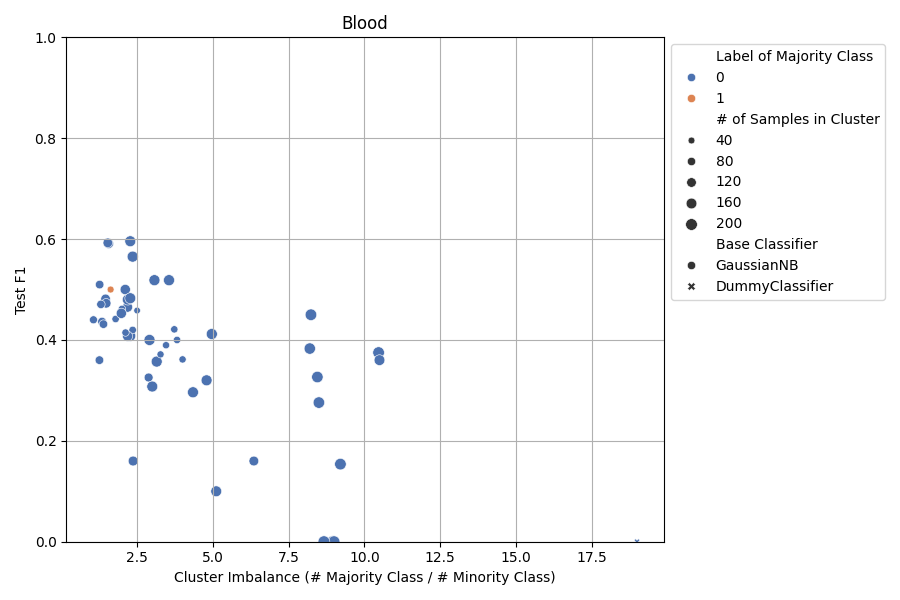 Blood
Test F1
1.0
0.8
0.6
0.4
0.2
0.0
2.5
5.0
7.5
10.0
12.5
15.0
17.5
Cluster Imbalance (# Majority Class / # Minority Class)
Label of Majority Class
0
1
# of Samples in Cluster
40
80
120
160
200
Base Classifier
GaussianNB
DummyClassifier